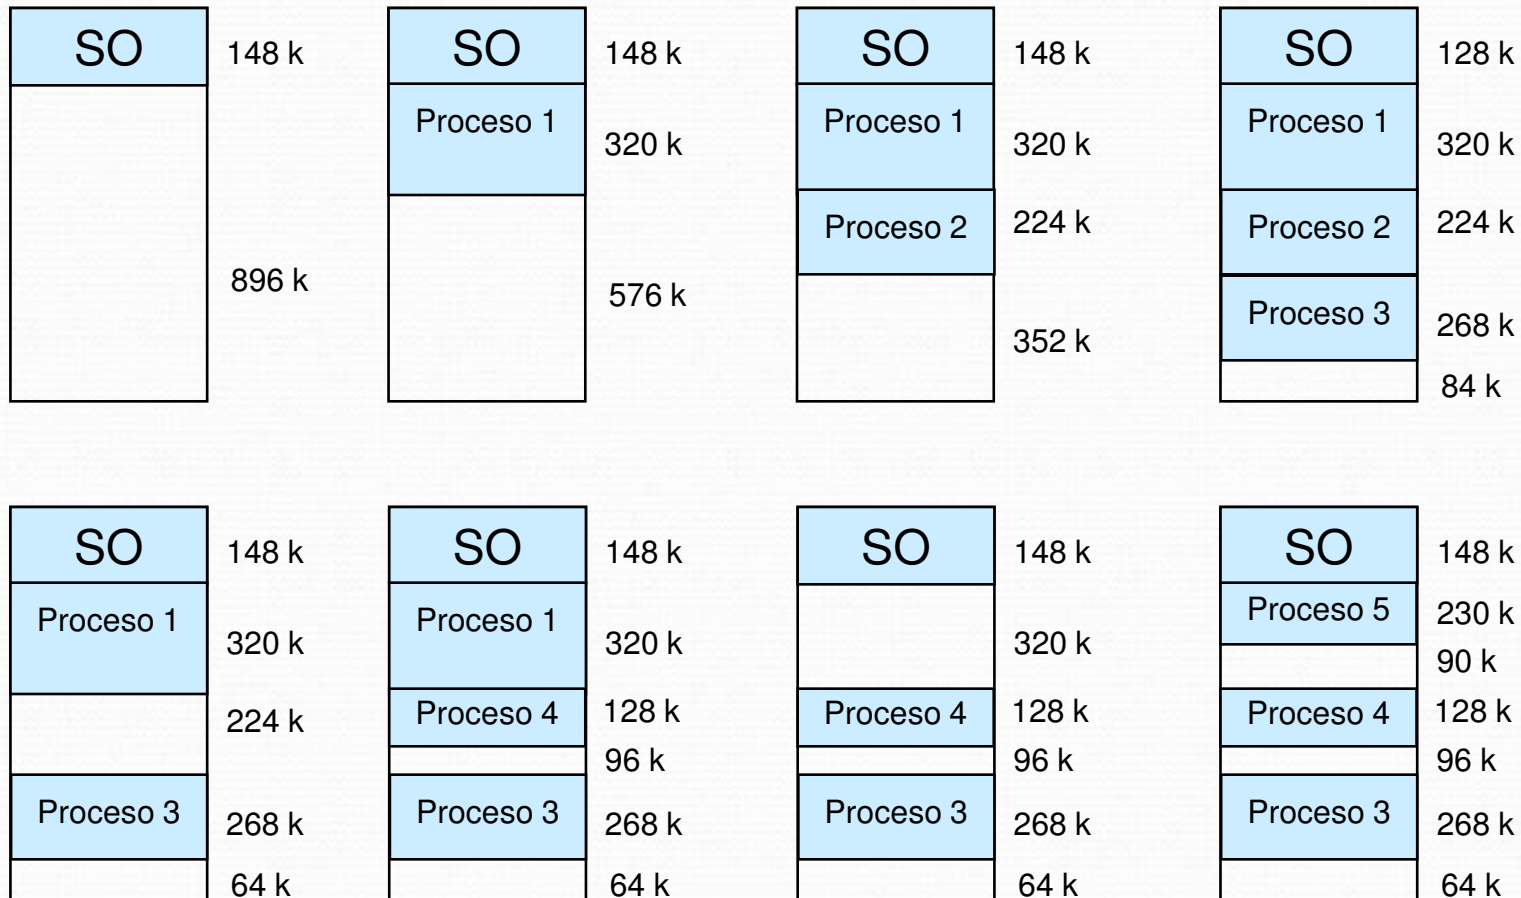 SO 148 k SO 148 k SO 148 k SO 128 k
Proceso 1 Proceso 1 Proceso 1
320 k 320 k 320 k
Proceso 2 224 k Proceso 2 224 k
896 k 576 k Proceso 3 268 k
352 k
84 k
SO 148 k SO 148 k SO 148 k SO 148 k
Proceso 1 Proceso 1 Proceso 5 230 k
320 k 320 k 320 k 90 k
224 k Proceso 4 128 k Proceso 4 128 k Proceso 4 128 k
96 k 96 k 96 k
Proceso 3 268 k Proceso 3 268 k Proceso 3 268 k Proceso 3 268 k
64 k 64 k 64 k 64 k